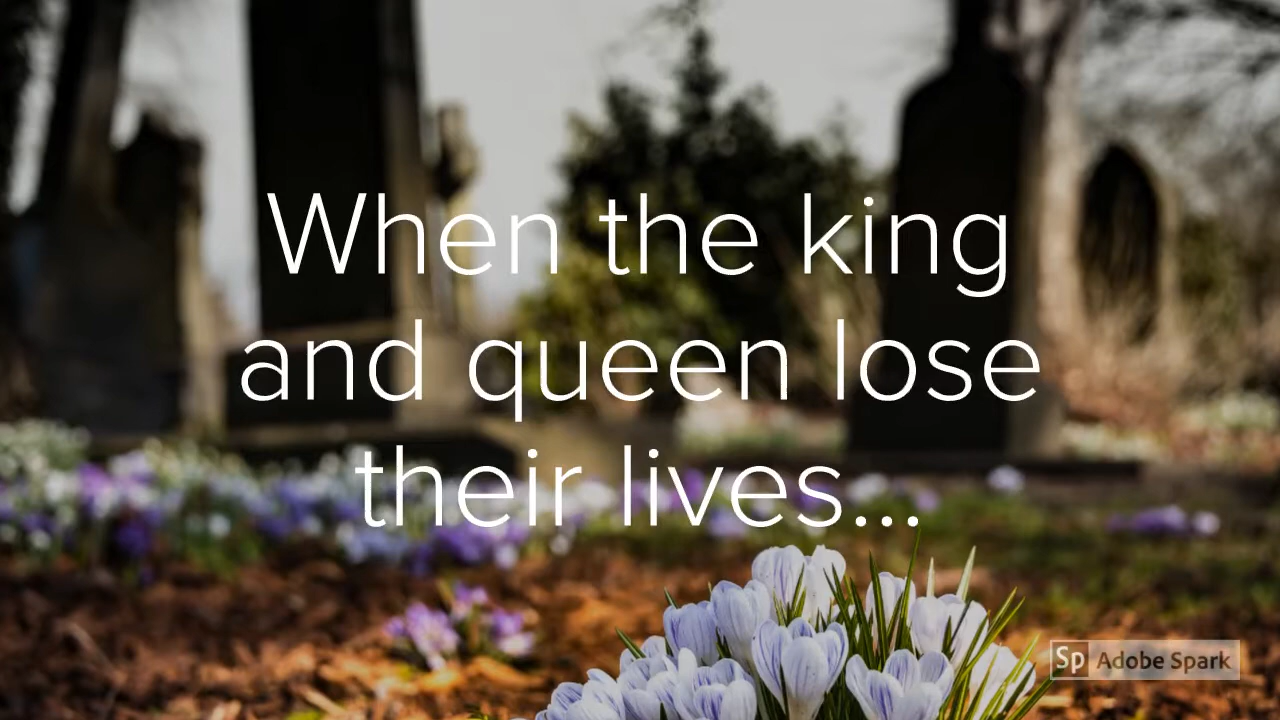 When the king
and queen lose
their lives...
Sp Adobe Spark